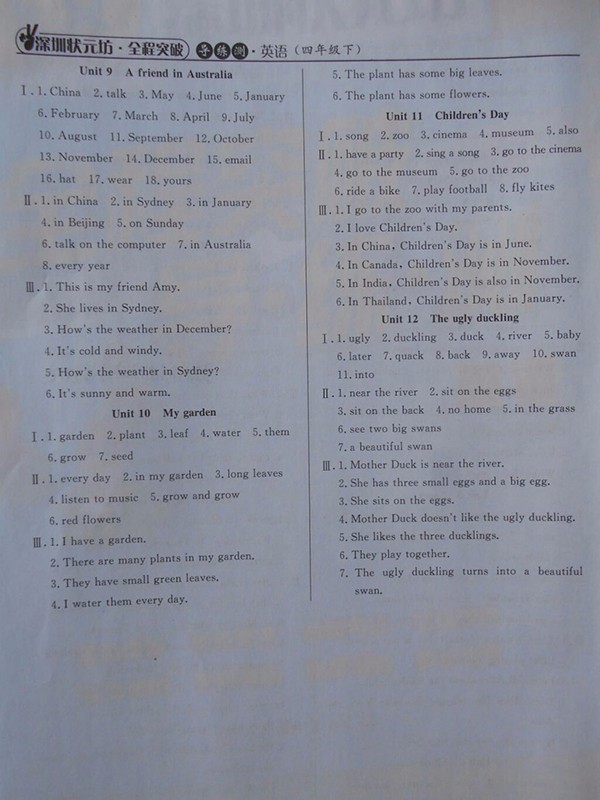 深圳状元坊·全程突破 导练测·英语（四年级下）
Unit 9 A friend in Australia
Ⅰ. 1. China 2. talk 3. May 4. June 5. January
6. February 7. March 8. April 9. July
10. August 11. September 12. October
13. November 14. December 15. email
16. hat 17. wear 18. yours
Ⅱ. 1. in China 2. in Sydney 3. in January
4. in Beijing 5. on Sunday
6. talk on the computer 7. in Australia
8. every year
Ⅲ. 1. This is my friend Amy.
2. She lives in Sydney.
3. How's the weather in December?
4. It's cold and windy.
5. How's the weather in Sydney?
6. It's sunny and warm.
Unit 10 My garden
Ⅰ. 1. garden 2. plant 3. leaf 4. water 5. them
6. grow 7. seed
Ⅱ. 1. every day 2. in my garden 3. long leaves
4. listen to music 5. grow and grow
6. red flowers
Ⅲ. 1. I have a garden.
2. There are many plants in my garden.
3. They have small green leaves.
4. I water them every day.
5. The plant has some big leaves.
6. The plant has some flowers.
Unit 11 Children's Day
Ⅰ. 1. song 2. zoo 3. cinema 4. museum 5. also
Ⅱ. 1. have a party 2. sing a song 3. go to the cinema
4. go to the museum 5. go to the zoo
6. ride a bike 7. play football 8. fly kites
Ⅲ. 1. I go to the zoo with my parents.
2. I love Children's Day.
3. In China, Children's Day is in June.
4. In Canada, Children's Day is in November.
5. In India, Children's Day is also in November.
6. In Thailand, Children's Day is in January.
Unit 12 The ugly duckling
Ⅰ. 1. ugly 2. duckling 3. duck 4. river 5. baby
6. later 7. quack 8. back 9. away 10. swan
11. into
Ⅱ. 1. near the river 2. sit on the eggs
3. sit on the back 4. no home 5. in the grass
6. see two big swans
7. a beautiful swan
Ⅲ. 1. Mother Duck is near the river.
2. She has three small eggs and a big egg.
3. She sits on the eggs.
4. Mother Duck doesn't like the ugly duckling.
5. She likes the three ducklings.
6. They play together.
7. The ugly duckling turns into a beautiful
swan.